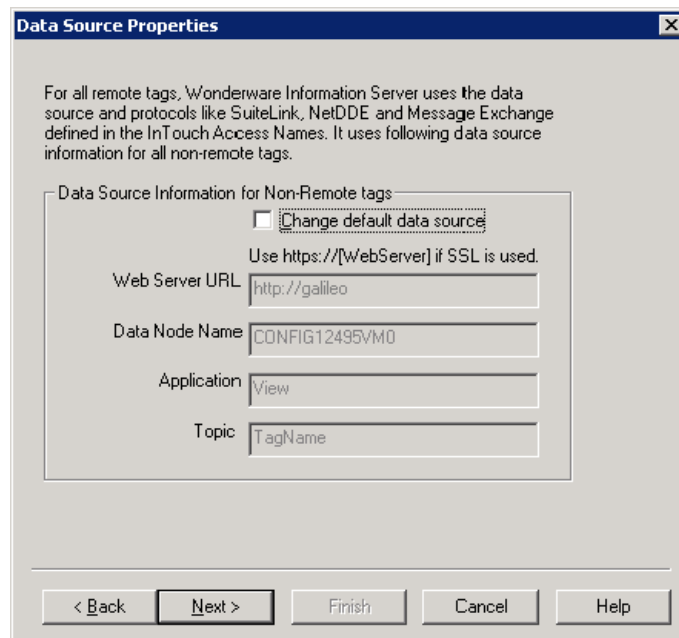 Data Source Properties
For all remote tags, Wonderware Information Server uses the data
source and protocols like SuiteLink, NetDDE and Message Exchange
defined in the InTouch Access Names. It uses following data source
information for all non-remote tags.
Data Source Information for Non-Remote tags
Change default data source
Use https://[WebServer] if SSL is used.
Web Server URL http://galileo
Data Node Name CONFIG12495VM0
Application View
Topic TagName
< Back Next > Finish Cancel Help